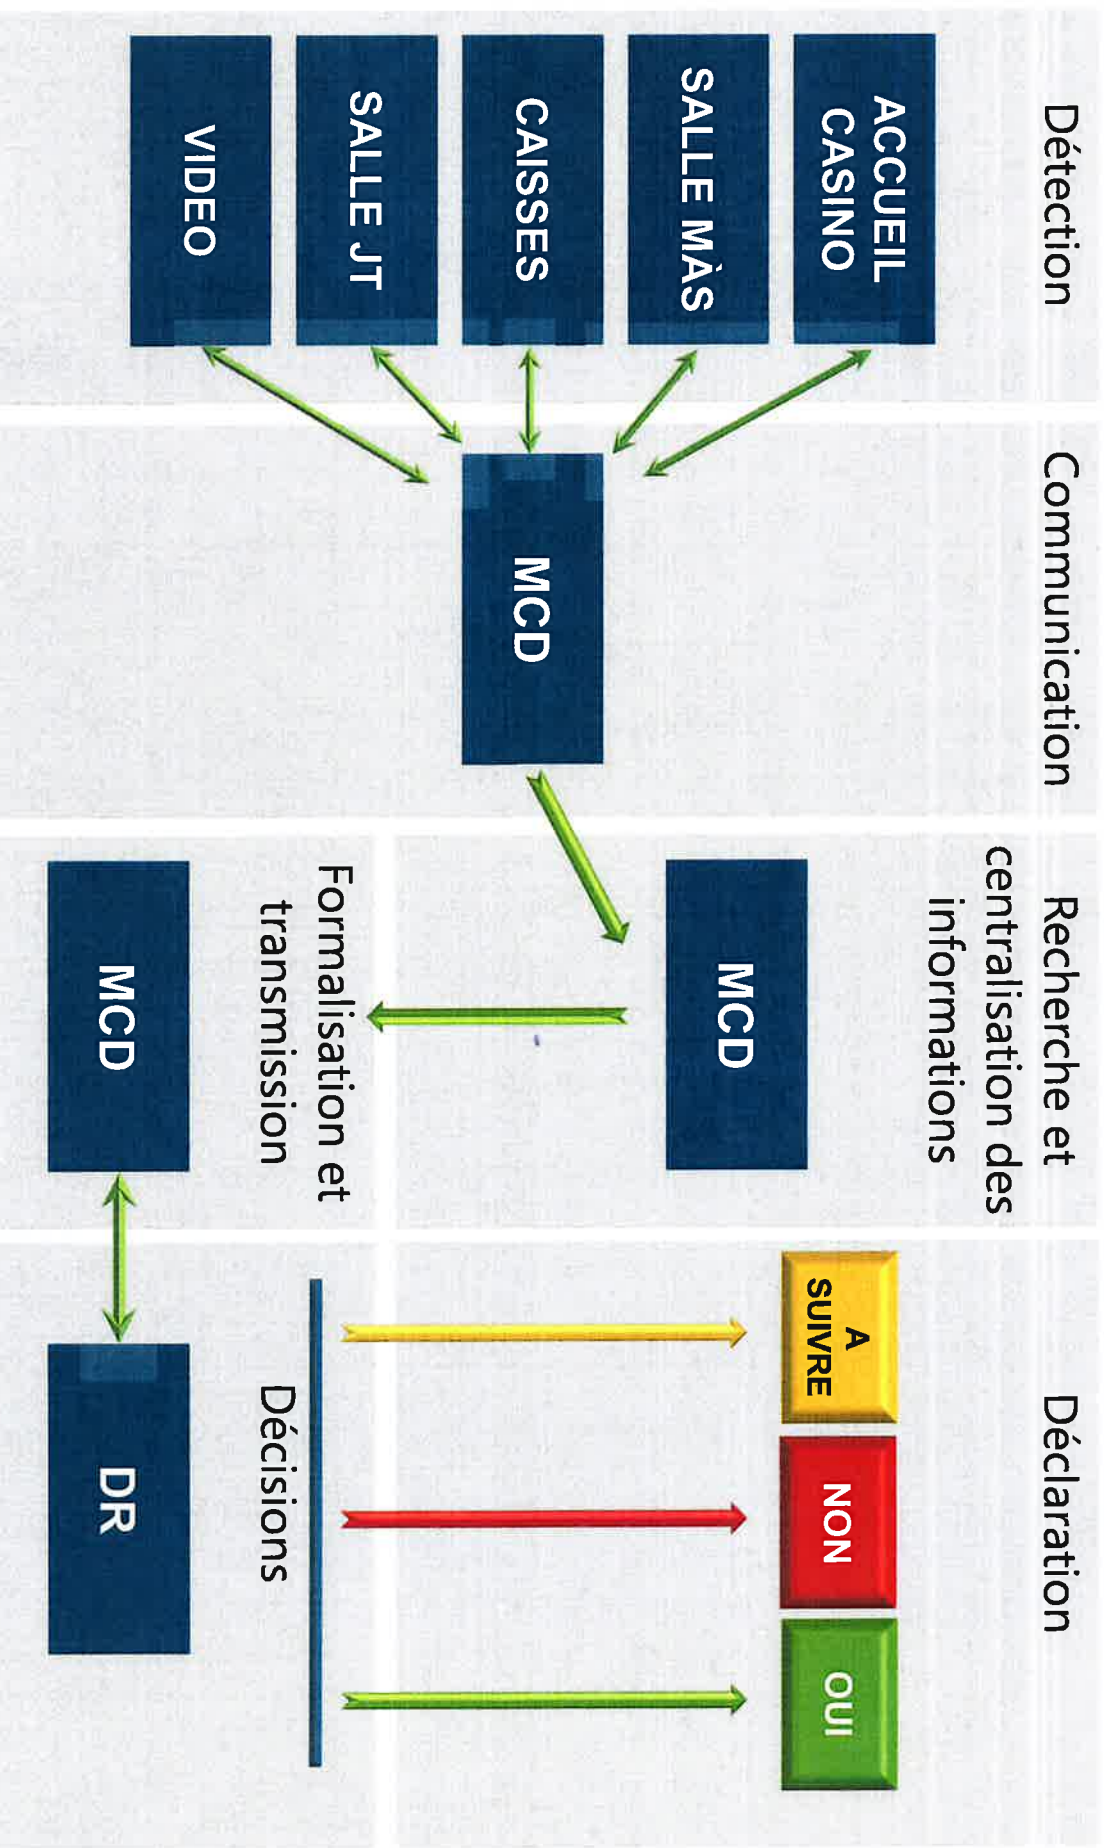 Détection
ACCUEIL
CASINO
SALLE MÀS
CAISSES
SALLE JT
VIDEO
Communication
MCD
Recherche et
centralisation des
informations
MCD
Formalisation et
transmission
MCD
Déclaration
A
SUIVRE
NON
OUI
Décisions
DR